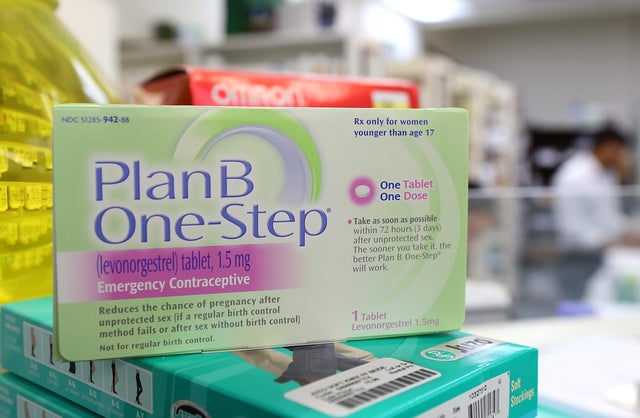 omron
NDC 51285-942-88
Rx only for women
younger than age 17
Plan B
One-Step®
One Tablet
One Dose
• Take as soon as possible
within 72 hours (3 days)
after unprotected sex.
The sooner you take it, the
better Plan B One-Step®
will work.
(levonorgestrel) tablet, 1.5 mg
Emergency Contraceptive
Reduces the chance of pregnancy after
unprotected sex (if a regular birth control
method fails or after sex without birth control)
Not for regular birth control.
1 Tablet
Levonorgestrel 1.5mg
Soft
Stockings